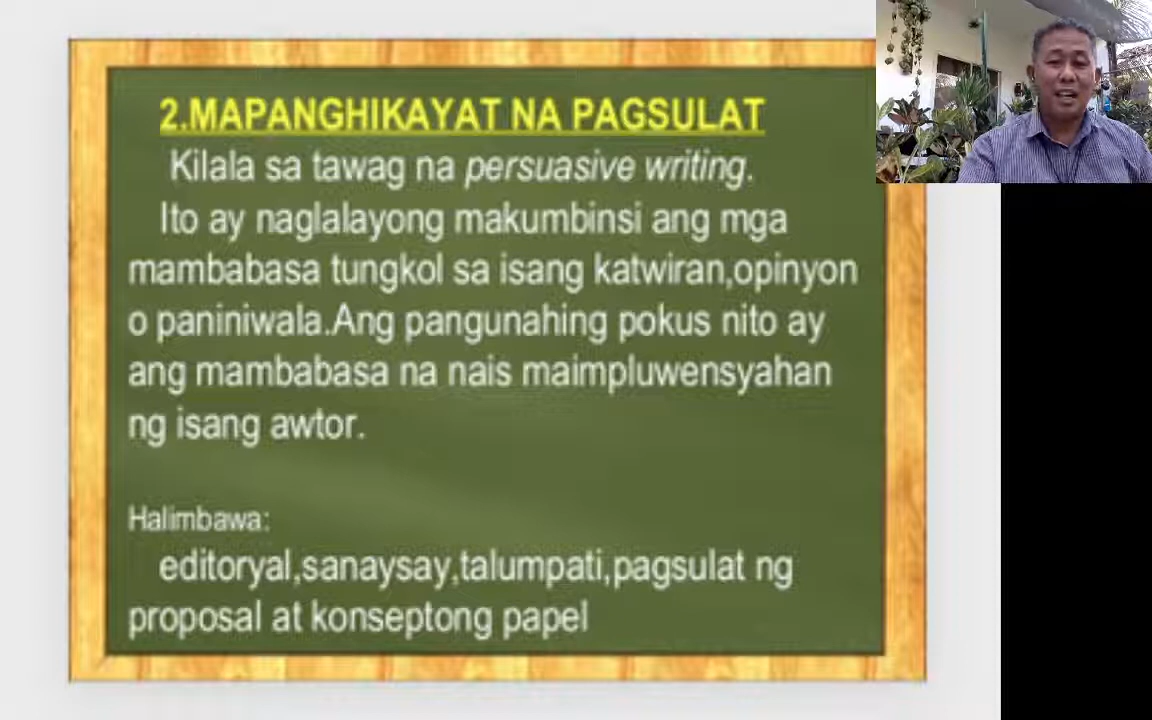 2.MAPANGHIKAYAT NA PAGSULAT
Kilala sa tawag na persuasive writing.
Ito ay naglalayong makumbinsi ang mga
mambabasa tungkol sa isang katwiran,opinyon
o paniniwala.Ang pangunahing pokus nito ay
ang mambabasa na nais maimpluwensyahan
ng isang awtor.
Halimbawa:
editoryal,sanaysay,talumpati,pagsulat ng
proposal at konseptong papel